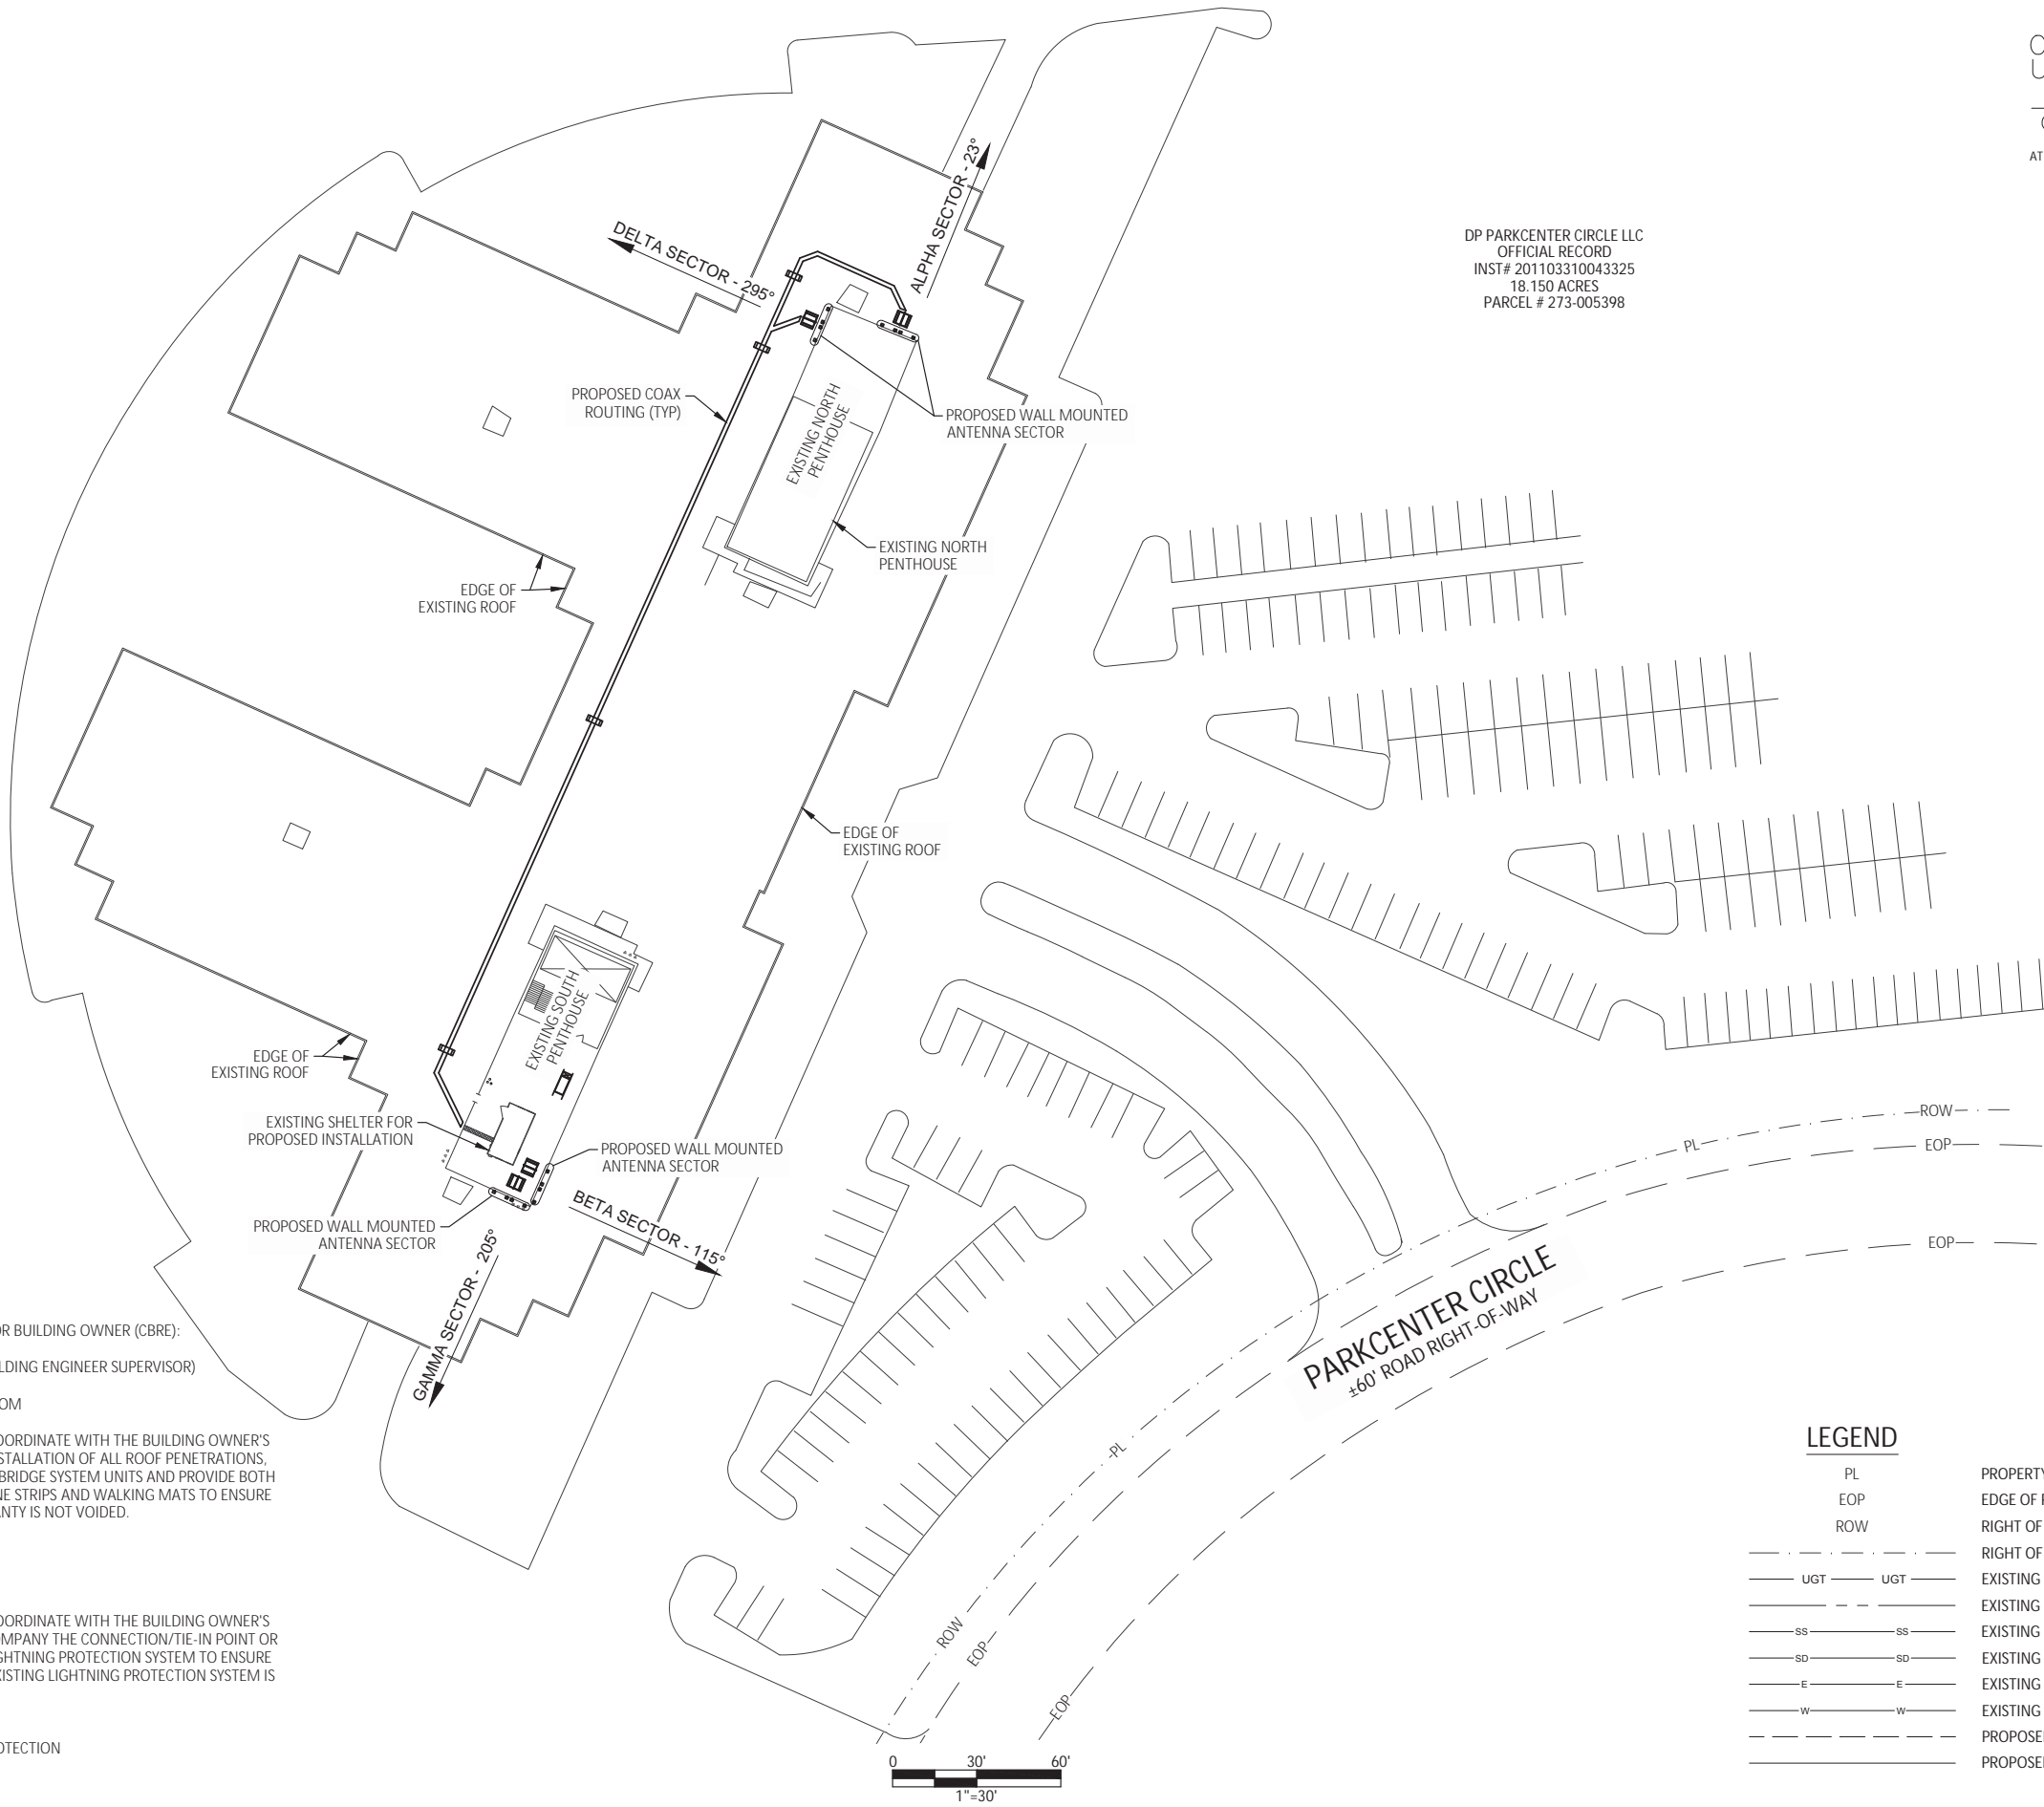 DELTA SECTOR - 295°
ALPHA SECTOR - 23°
DP PARKCENTER CIRCLE LLC
OFFICIAL RECORD
INST# 201103310043325
18.150 ACRES
PARCEL # 273-005398
AT
PROPOSED COAX
ROUTING (TYP)
EXISTING NORTH
PENTHOUSE
PROPOSED WALL MOUNTED
ANTENNA SECTOR
EXISTING NORTH
PENTHOUSE
EDGE OF
EXISTING ROOF
EDGE OF
EXISTING ROOF
EXISTING SOUTH
PENTHOUSE
EDGE OF
EXISTING ROOF
EXISTING SHELTER FOR
PROPOSED INSTALLATION
PROPOSED WALL MOUNTED
ANTENNA SECTOR
PROPOSED WALL MOUNTED
ANTENNA SECTOR
BETA SECTOR - 115°
GAMMA SECTOR - 205°
ROW
PL
EOP
EOP
PARKCENTER CIRCLE
±60' ROAD RIGHT-OF-WAY
PL
ROW
EOP
EOP
OR BUILDING OWNER (CBRE):
LDING ENGINEER SUPERVISOR)
OM
OORDINATE WITH THE BUILDING OWNER'S
STALLATION OF ALL ROOF PENETRATIONS,
BRIDGE SYSTEM UNITS AND PROVIDE BOTH
NE STRIPS AND WALKING MATS TO ENSURE
ANTY IS NOT VOIDED.
OORDINATE WITH THE BUILDING OWNER'S
OMPANY THE CONNECTION/TIE-IN POINT OR
GHTNING PROTECTION SYSTEM TO ENSURE
XISTING LIGHTNING PROTECTION SYSTEM IS
OTECTION
0 30' 60'
1"=30'
LEGEND
PL PROPERTY
EOP EDGE OF
ROW RIGHT OF
RIGHT OF
UGT UGT EXISTING
EXISTING
SS SS EXISTING
SD SD EXISTING
E E EXISTING
W W EXISTING
PROPOSE
PROPOSE